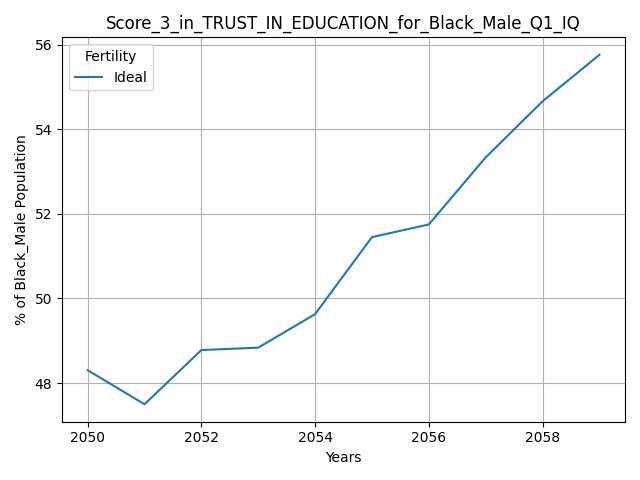 Score_3_in_TRUST_IN_EDUCATION_for_Black_Male_Q1_IQ
Fertility
Ideal
% of Black_Male Population
56
54
52
50
48
2050
2052
2054
2056
2058
Years